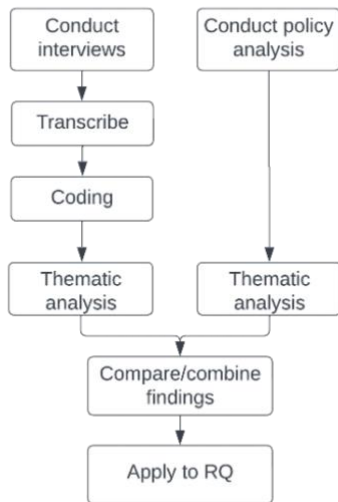 Conduct
interviews
Conduct policy
analysis
Transcribe
Coding
Thematic
analysis
Thematic
analysis
Compare/combine
findings
Apply to RQ